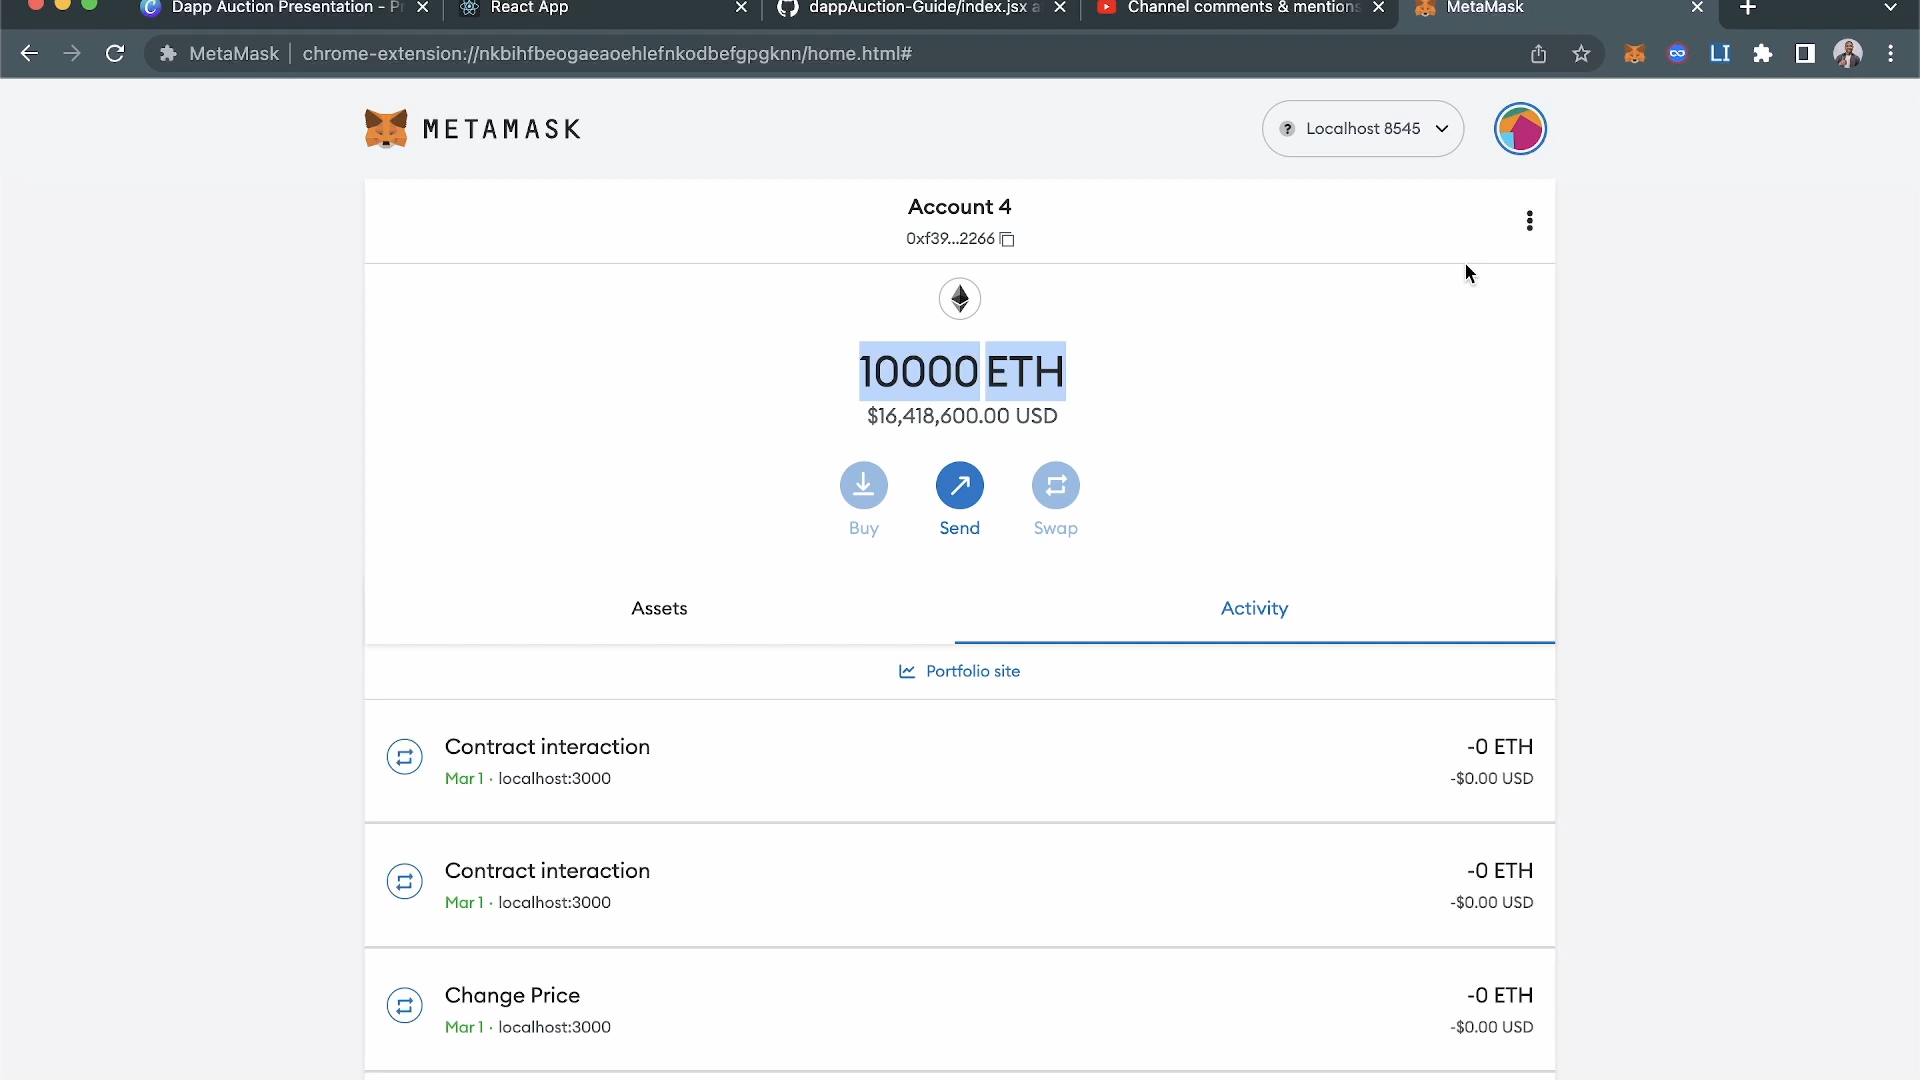 Dapp Auction Presentation - P
React App
dappAuction-Guide/index.jsx a
Channel comments & mentions
MetaMask
MetaMask | chrome-extension://nkbihfbeogaeaoehlefnkodbefgpgknn/home.html#
LI
METAMASK
? Localhost 8545
Account 4
0xf39...2266
10000 ETH
$16,418,600.00 USD
Buy
Send
Swap
Assets
Activity
Portfolio site
Contract interaction
-0 ETH
Mar 1 · localhost:3000
-$0.00 USD
Contract interaction
-0 ETH
Mar 1 · localhost:3000
-$0.00 USD
Change Price
-0 ETH
Mar 1 · localhost:3000
-$0.00 USD